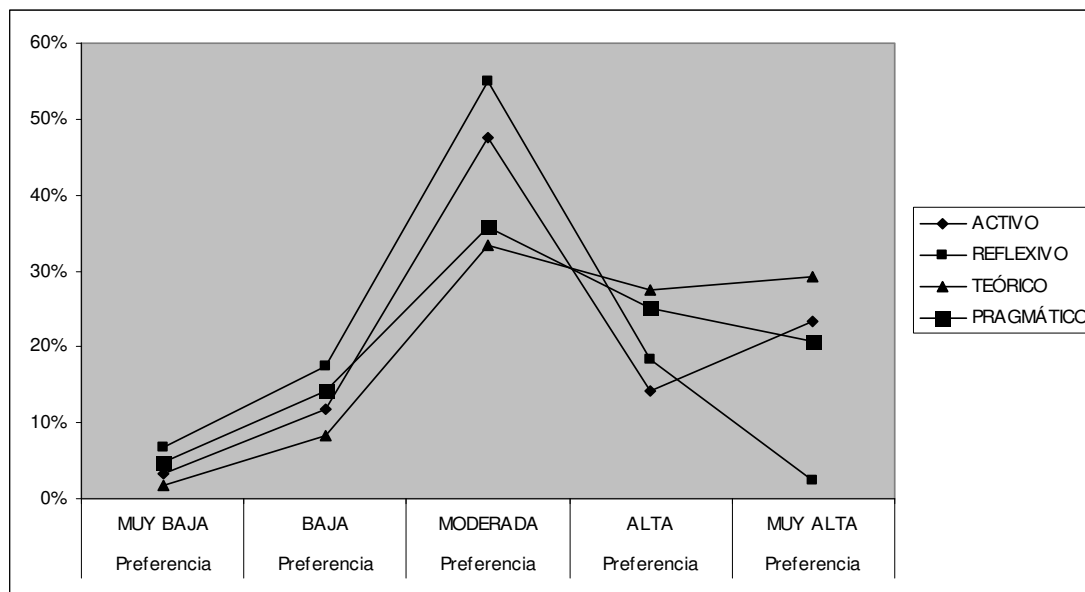 60%
50%
40%
30%
20%
10%
0%
MUY BAJA BAJA MODERADA ALTA MUY ALTA
Preferencia Preferencia Preferencia Preferencia Preferencia
ACTIVO
REFLEXIVO
TEÓRICO
PRAGMÁTICO